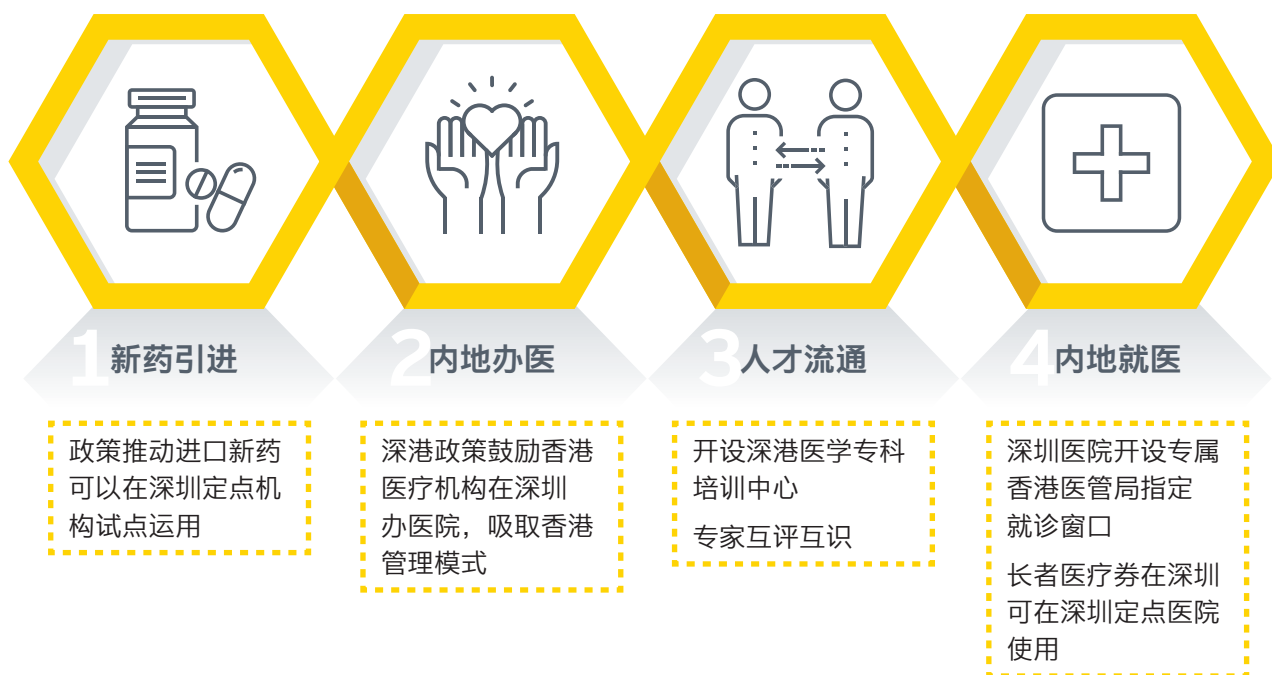 1 新药引进
政策推动进口新药
可以在深圳定点机
构试点运用
2 内地办医
深港政策鼓励香港
医疗机构在深圳
办医院，吸取香港
管理模式
3 人才流通
开设深港医学专科
培训中心
专家互评互识
4 内地就医
深圳医院开设专属
香港医管局指定
就诊窗口
长者医疗券在深圳
可在深圳定点医院
使用